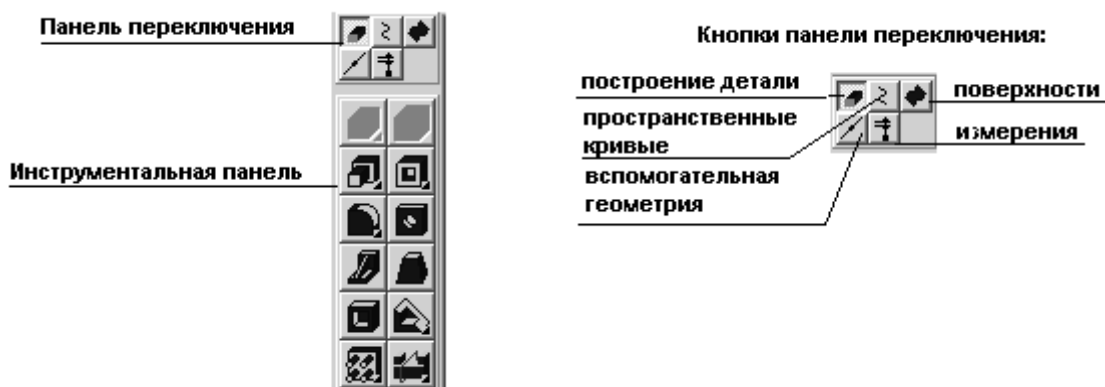 Панель переключения
Инструментальная панель
Кнопки панели переключения:
построение детали
пространственные
кривые
вспомогательная
геометрия
поверхности
измерения